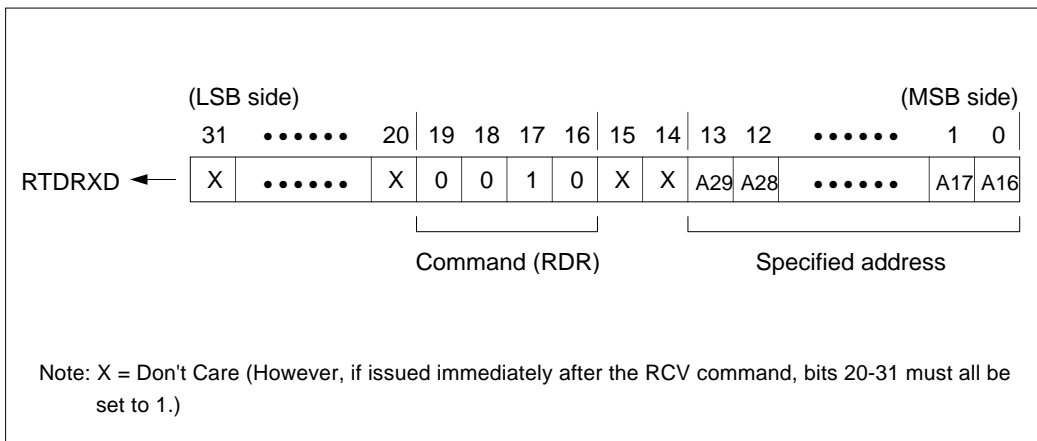 (LSB side) (MSB side)
31 •••••• 20 19 18 17 16 15 14 13 12 •••••• 1 0
RTDRXD X •••••• X 0 0 1 0 X X A29 A28 •••••• A17 A16
Command (RDR) Specified address
Note: X = Don't Care (However, if issued immediately after the RCV command, bits 20-31 must all be
set to 1.)